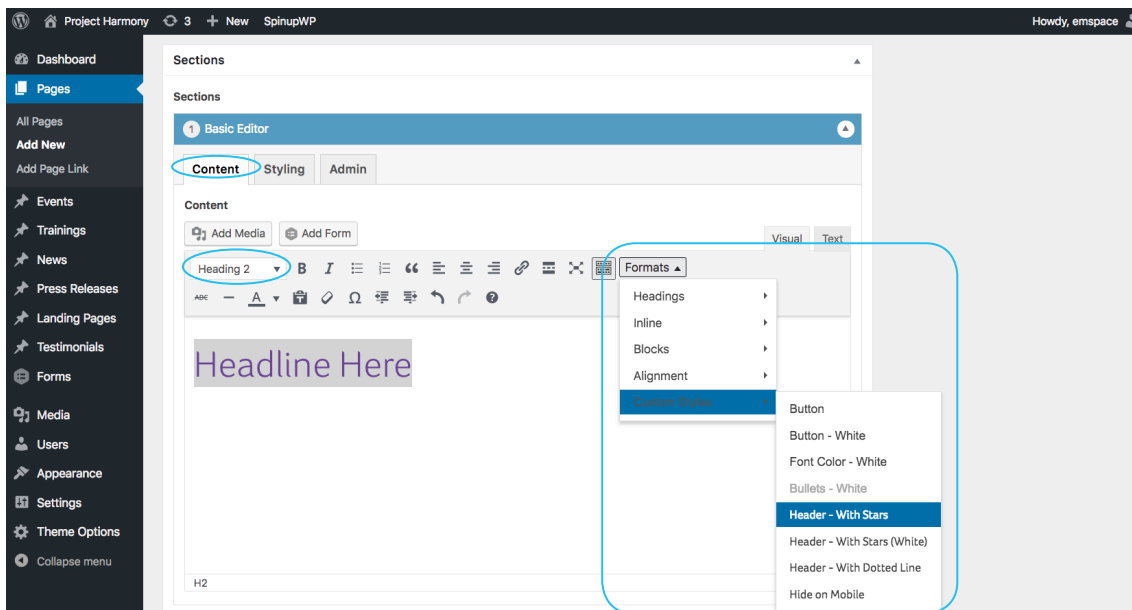 Project Harmony 3 New SpinupWP Howdy, emspace
Dashboard
Pages
All Pages
Add New
Add Page Link
Events
Trainings
News
Press Releases
Landing Pages
Testimonials
Forms
Media
Users
Appearance
Settings
Theme Options
Collapse menu
Sections
Sections
1 Basic Editor
Content Styling Admin
Content
Add Media Add Form Visual Text
Heading 2 B I Formats
ABC A Ω
Headline Here
H2
Headings
Inline
Blocks
Alignment
Custom Styles
Button
Button - White
Font Color - White
Bullets - White
Header - With Stars
Header - With Stars (White)
Header - With Dotted Line
Hide on Mobile